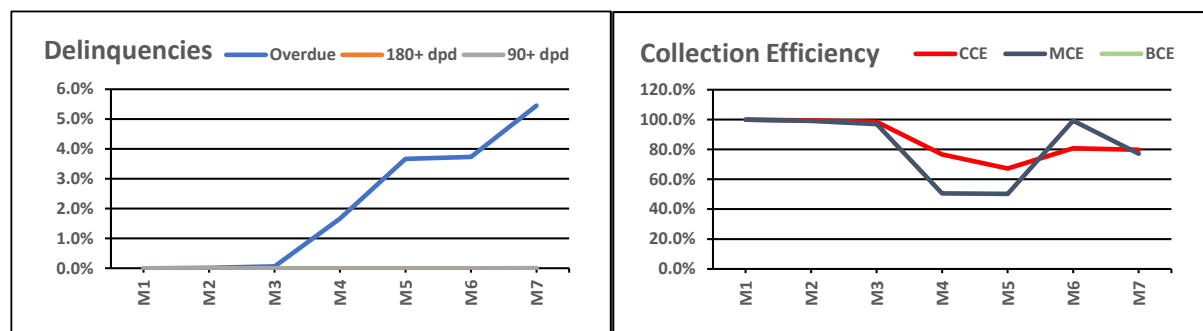 Delinquencies
Overdue 180+ dpd 90+ dpd
6.0%
5.0%
4.0%
3.0%
2.0%
1.0%
0.0%
M1 M2 M3 M4 M5 M6 M7
Collection Efficiency
CCE MCE BCE
120.0%
100.0%
80.0%
60.0%
40.0%
20.0%
0.0%
M1 M2 M3 M4 M5 M6 M7